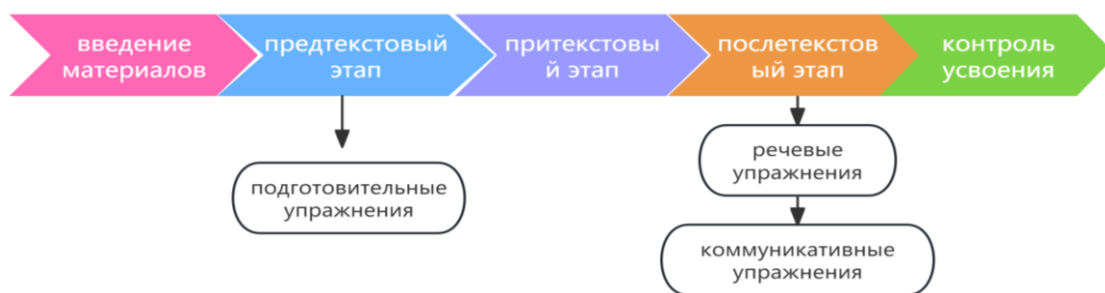 введение
материалов
предтекстовый
этап
притекстовы
й этап
послетекстов
ый этап
контроль
усвоения
подготовительные
упражнения
речевые
упражнения
коммуникативные
упражнения